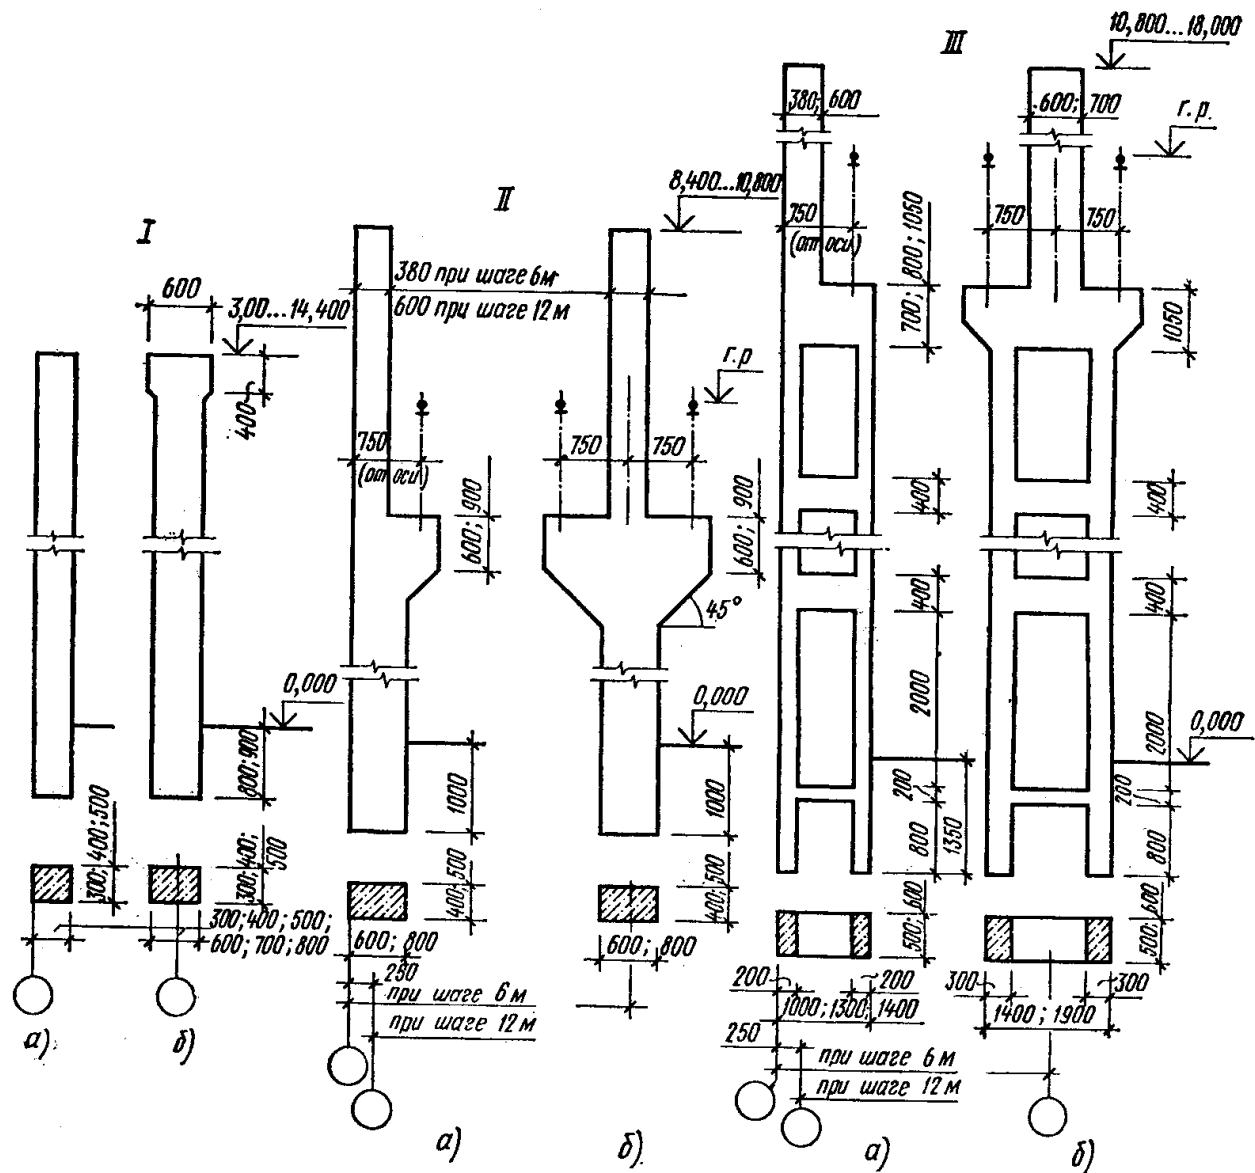 I
600
3,00...14,400
400
800;900
0,000
300;400;500
300;400;
500
300;400;500;
600;700;800
а)
б)
II
8,400...10,800
380 при шаге 6м
600 при шаге 12м
г.р
750
(от оси)
750
750
600; 900
600; 900
45°
0,000
1000
1000
400;500
400;500
600; 800
600; 800
250
при шаге 6 м
при шаге 12 м
а)
б)
III
10,800...18,000
380; 600
600; 700
г.р.
750
(от оси)
750
750
700; 800; 1050
1050
400
400
400
400
2000
2000
0,000
200
200
800
1350
800
500; 600
500; 600
200
200
300
300
1000;1300;1400
1400; 1900
250
при шаге 6 м
при шаге 12 м
а)
б)